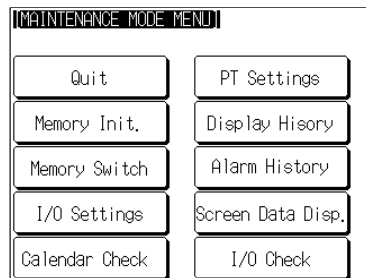 [MAINTENANCE MODE MENU]
Quit
PT Settings
Memory Init.
Display Hisory
Memory Switch
Alarm History
I/O Settings
Screen Data Disp.
Calendar Check
I/O Check